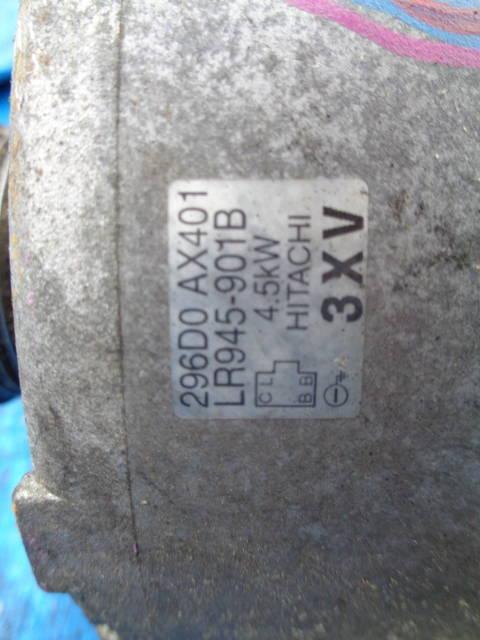 296D0 AX401
LR945-901B
4.5kW
HITACHI
3XV
C L
B B